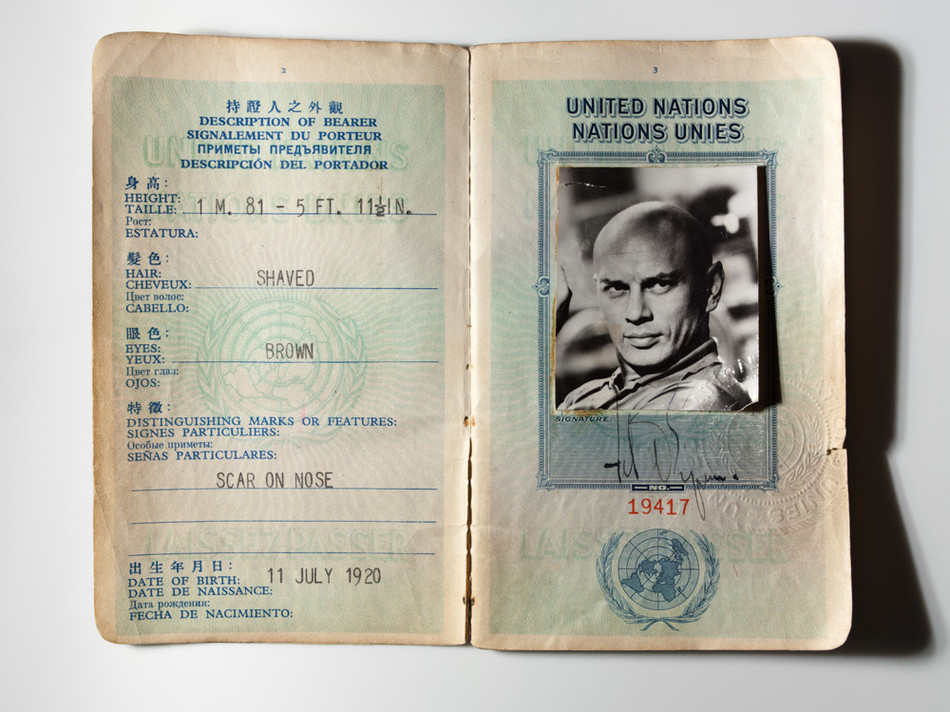 2
持證人之外觀
DESCRIPTION OF BEARER
SIGNALEMENT DU PORTEUR
ПРИМЕТЫ ПРЕДЪЯВИТЕЛЯ
DESCRIPCIÓN DEL PORTADOR
身高:
HEIGHT:
TAILLE: 1 M. 81 - 5 FT. 11½IN.
Рост:
ESTATURA:
髮色:
HAIR:
CHEVEUX: SHAVED
Цвет волос:
CABELLO:
眼色:
EYES:
YEUX: BROWN
Цвет глаз:
OJOS:
特徵:
DISTINGUISHING MARKS OR FEATURES:
SIGNES PARTICULIERS:
Особые приметы:
SEÑAS PARTICULARES:
SCAR ON NOSE
出生年月日:
DATE OF BIRTH: 11 JULY 1920
DATE DE NAISSANCE:
Дата рождения:
FECHA DE NACIMIENTO:
LAISSEZ PASSER
3
UNITED NATIONS
NATIONS UNIES
SIGNATURE:
NO.
19417